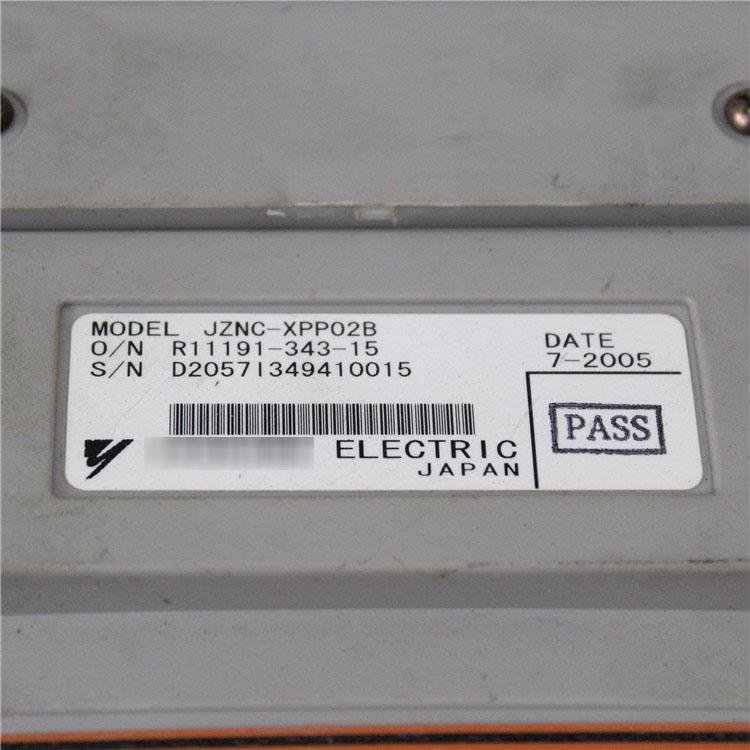 MODEL JZNC-XPP02B
O/N R11191-343-15
S/N D2057I349410015
DATE
7-2005
PASS
ELECTRIC
JAPAN